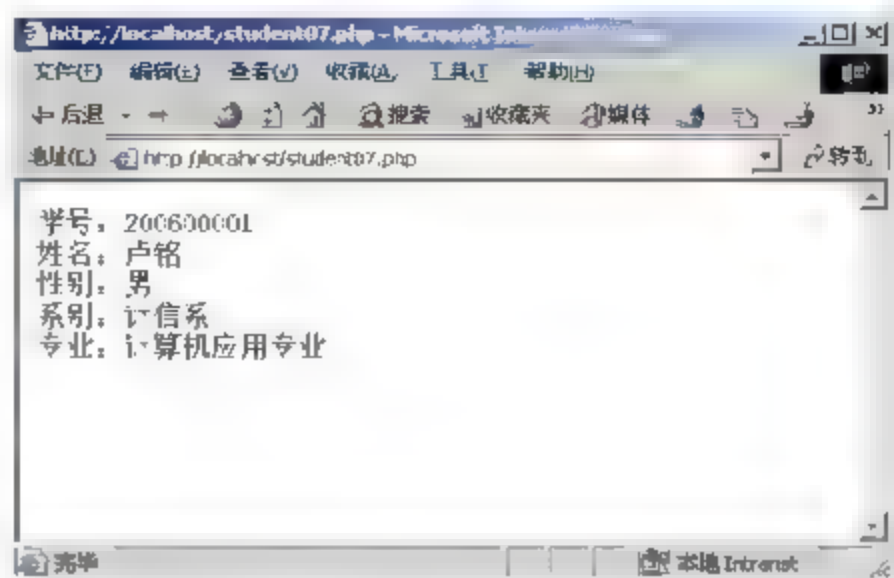 http://localhost/student07.php - Microsoft
文件(F) 编辑(E) 查看(V) 收藏(A) 工具(T 帮助(H)
后退 搜索 收藏夹 媒体
地址(L) http://localhost/student07.php 转到
学号：200600001
姓名：卢铭
性别：男
系别：计信系
专业：计算机应用专业
完毕 本地 Intranet